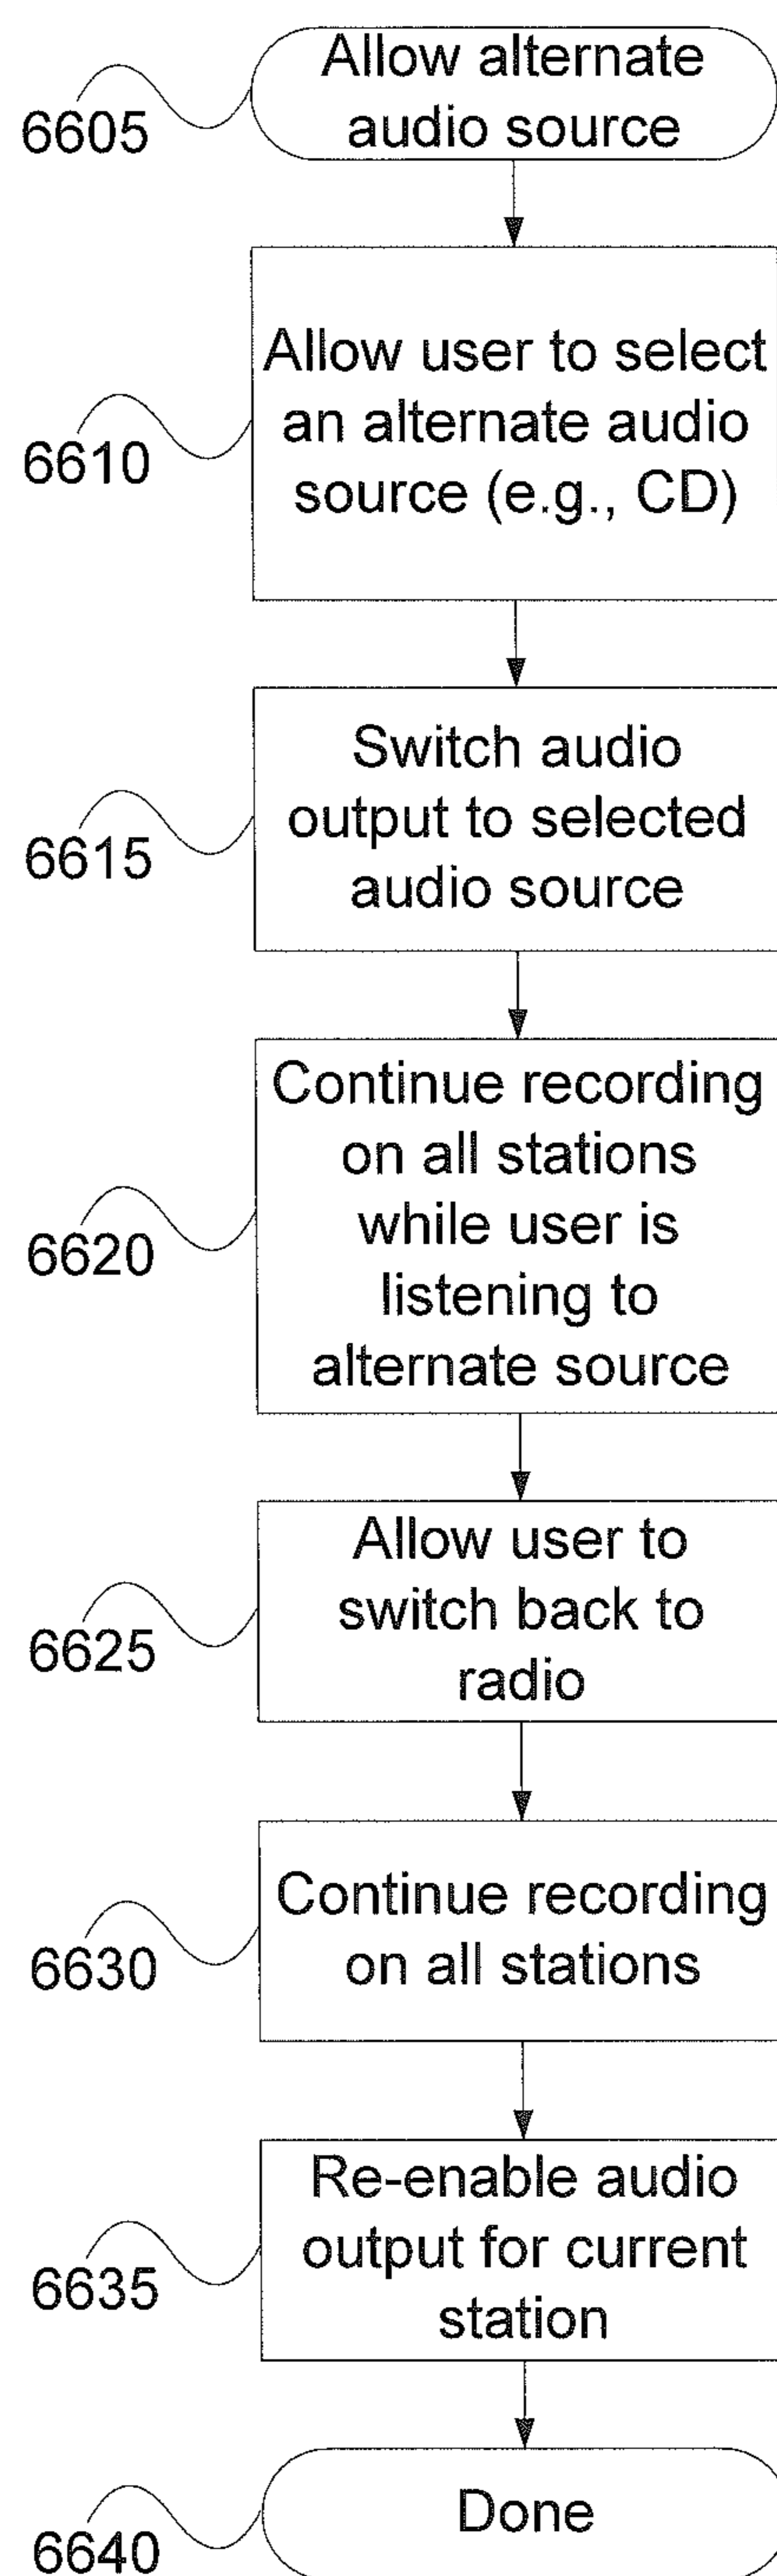 Allow alternate
audio source
6605
Allow user to select
an alternate audio
source (e.g., CD)
6610
Switch audio
output to selected
audio source
6615
Continue recording
on all stations
while user is
listening to
alternate source
6620
Allow user to
switch back to
radio
6625
Continue recording
on all stations
6630
Re-enable audio
output for current
station
6635
Done
6640